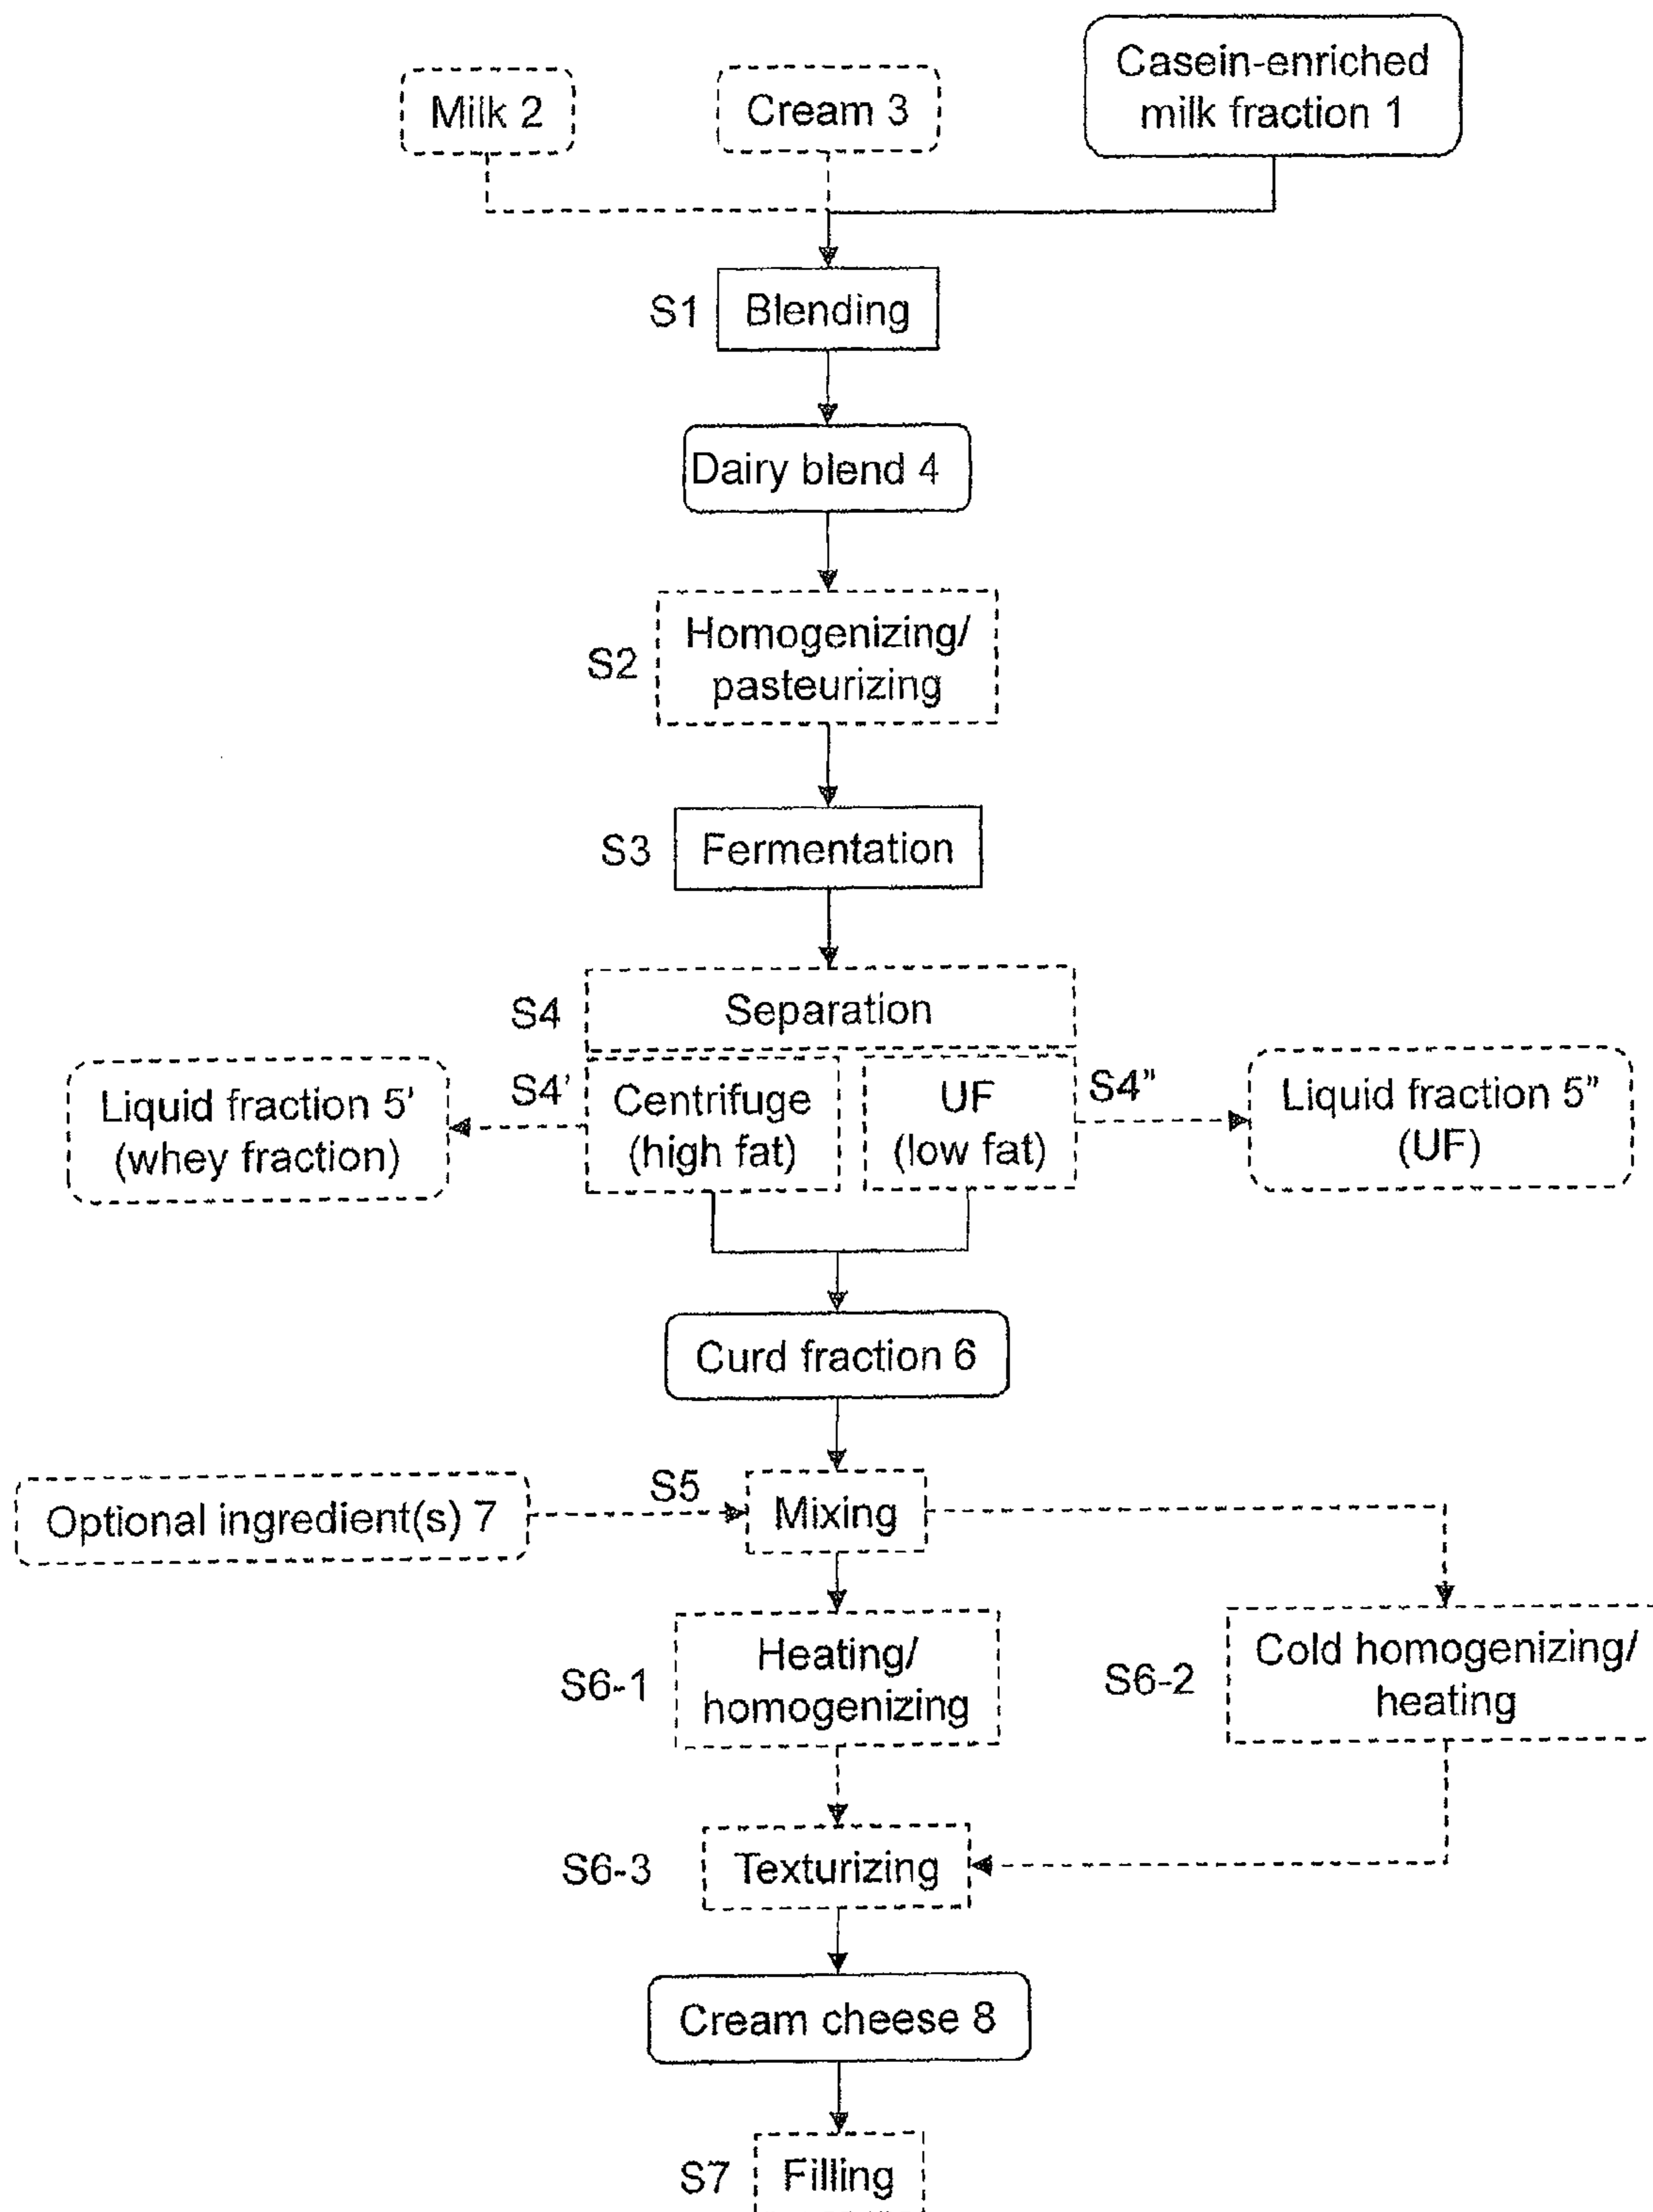 Milk 2
Cream 3
Casein-enriched
milk fraction 1
S1
Blending
Dairy blend 4
S2
Homogenizing/
pasteurizing
S3
Fermentation
S4
Separation
Liquid fraction 5'
(whey fraction)
S4'
Centrifuge
(high fat)
UF
(low fat)
S4"
Liquid fraction 5"
(UF)
Curd fraction 6
Optional ingredient(s) 7
S5
Mixing
S6-1
Heating/
homogenizing
S6-2
Cold homogenizing/
heating
S6-3
Texturizing
Cream cheese 8
S7
Filling